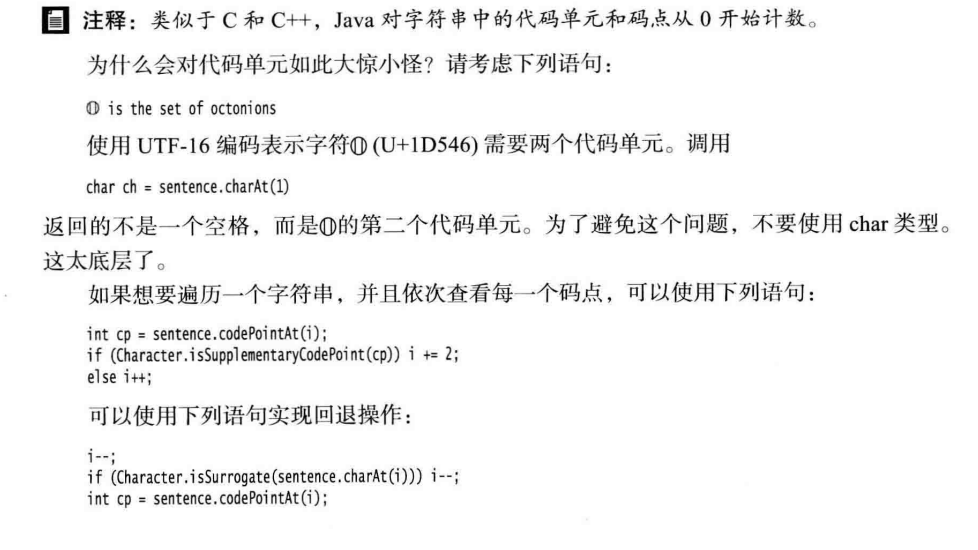 注释：类似于 C 和 C++，Java 对字符串中的代码单元和码点从 0 开始计数。
为什么会对代码单元如此大惊小怪？请考虑下列语句：
𝕆 is the set of octonions
使用 UTF-16 编码表示字符𝕆 (U+1D546) 需要两个代码单元。调用
char ch = sentence.charAt(1)
返回的不是一个空格，而是𝕆的第二个代码单元。为了避免这个问题，不要使用 char 类型。
这太底层了。
如果想要遍历一个字符串，并且依次查看每一个码点，可以使用下列语句：
int cp = sentence.codePointAt(i);
if (Character.isSupplementaryCodePoint(cp)) i += 2;
else i++;
可以使用下列语句实现回退操作：
i--;
if (Character.isSurrogate(sentence.charAt(i))) i--;
int cp = sentence.codePointAt(i);